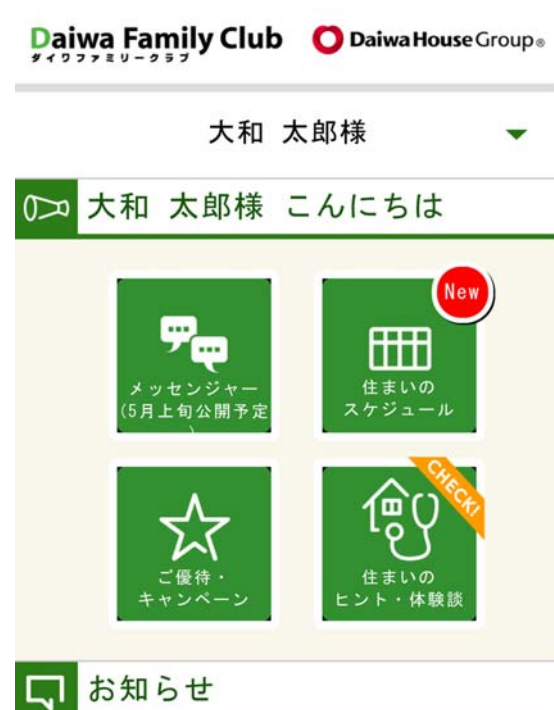 Daiwa Family Club
ダイワファミリークラブ
Daiwa House Group®
大和 太郎様
大和 太郎様 こんにちは
メッセンジャー
(5月上旬公開予定
)
New
住まいの
スケジュール
ご優待・
キャンペーン
CHECK!
住まいの
ヒント・体験談
お知らせ